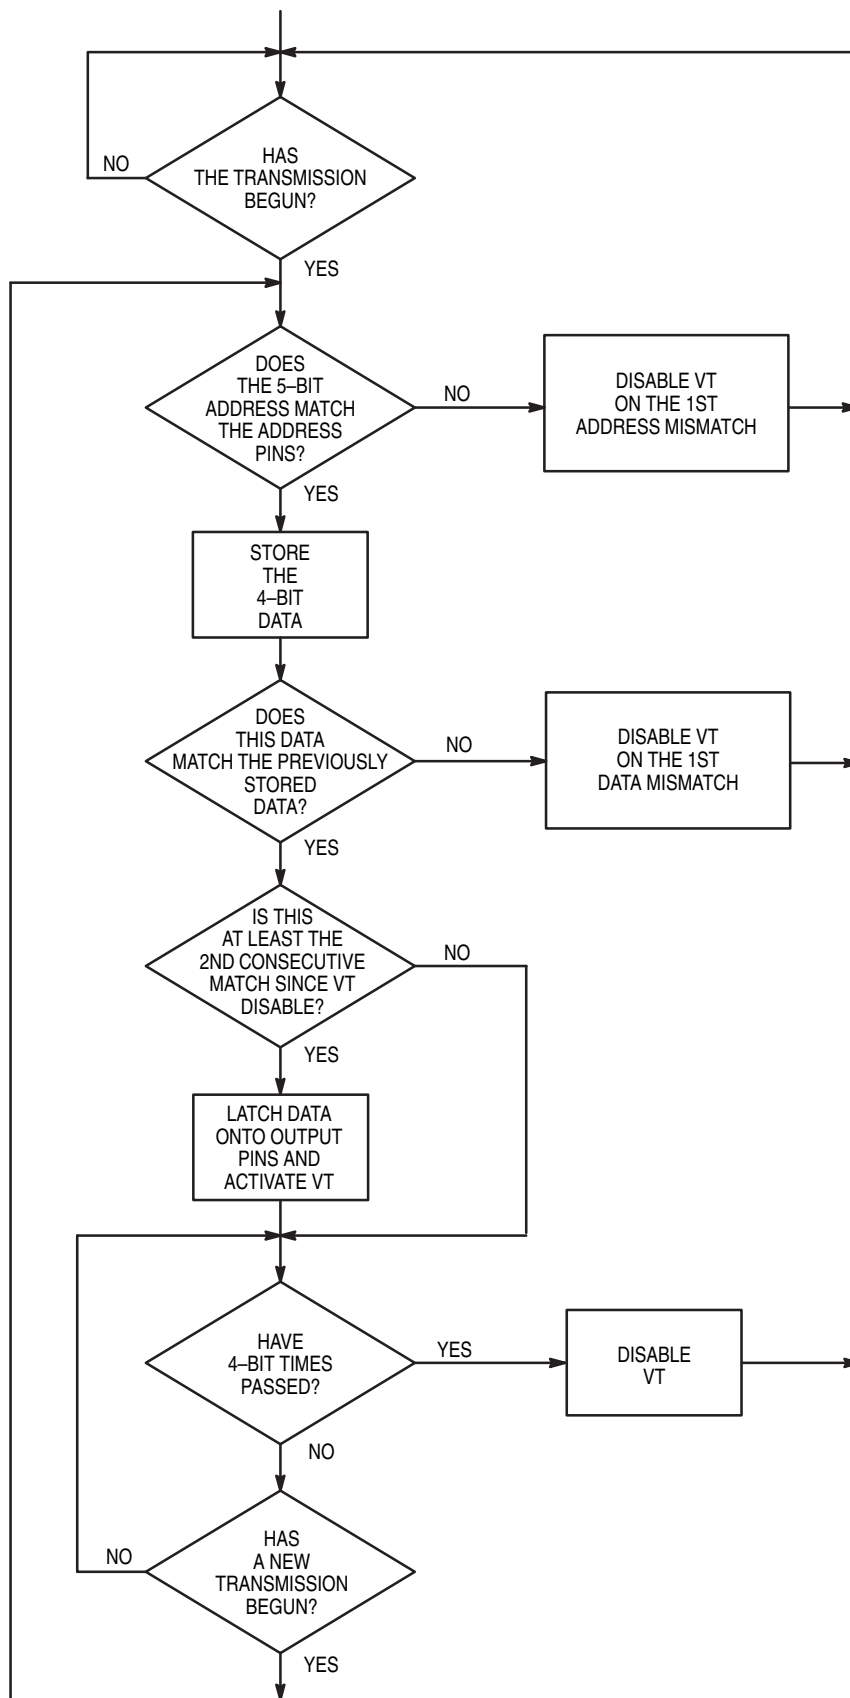 HAS
THE TRANSMISSION
BEGUN?
NO
YES
DOES
THE 5–BIT
ADDRESS MATCH
THE ADDRESS
PINS?
NO
DISABLE VT
ON THE 1ST
ADDRESS MISMATCH
YES
STORE
THE
4–BIT
DATA
DOES
THIS DATA
MATCH THE PREVIOUSLY
STORED
DATA?
NO
DISABLE VT
ON THE 1ST
DATA MISMATCH
YES
IS THIS
AT LEAST THE
2ND CONSECUTIVE
MATCH SINCE VT
DISABLE?
NO
YES
LATCH DATA
ONTO OUTPUT
PINS AND
ACTIVATE VT
HAVE
4–BIT TIMES
PASSED?
YES
DISABLE
VT
NO
HAS
A NEW
TRANSMISSION
BEGUN?
NO
YES